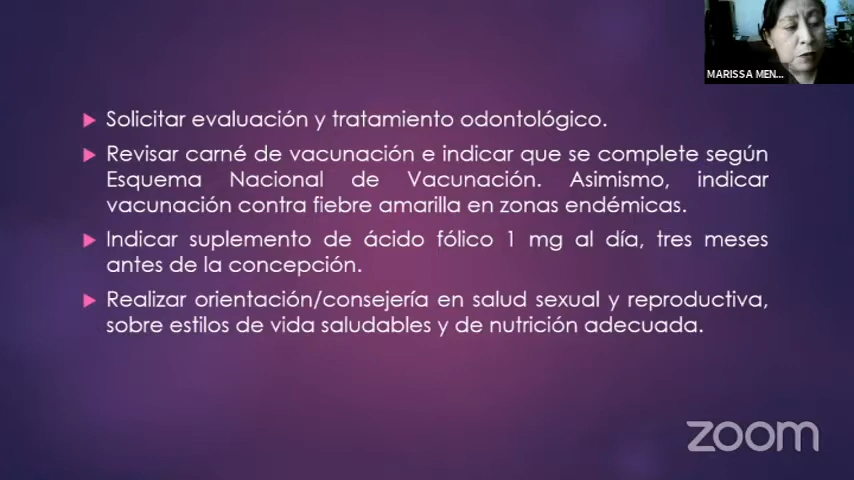 MARISSA MEN...
Solicitar evaluación y tratamiento odontológico.
Revisar carné de vacunación e indicar que se complete según
Esquema Nacional de Vacunación. Asimismo, indicar
vacunación contra fiebre amarilla en zonas endémicas.
Indicar suplemento de ácido fólico 1 mg al día, tres meses
antes de la concepción.
Realizar orientación/consejería en salud sexual y reproductiva,
sobre estilos de vida saludables y de nutrición adecuada.
zoom